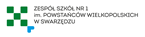 ZESPÓŁ SZKÓŁ NR 1
im. POWSTAŃCÓW WIELKOPOLSKICH
W SWARZĘDZU